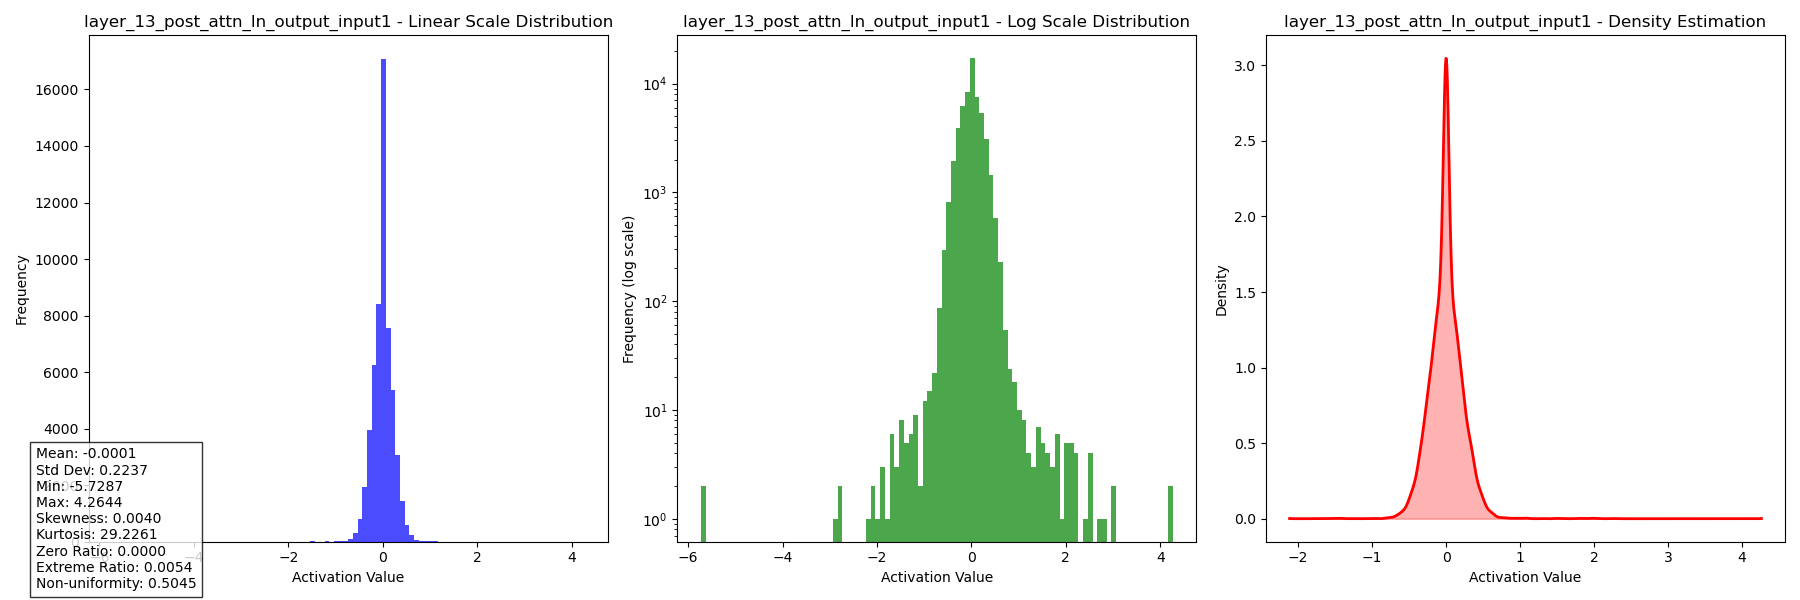 layer_13_post_attn_ln_output_input1 - Linear Scale Distribution
Frequency
16000
14000
12000
10000
8000
6000
4000
0
−4
−2
0
2
4
Activation Value
Mean: -0.0001
Std Dev: 0.2237
Min: -5.7287
Max: 4.2644
Skewness: 0.0040
Kurtosis: 29.2261
Zero Ratio: 0.0000
Extreme Ratio: 0.0054
Non-uniformity: 0.5045
layer_13_post_attn_ln_output_input1 - Log Scale Distribution
Frequency (log scale)
10⁴
10³
10²
10¹
10⁰
−6
−4
−2
0
2
4
Activation Value
layer_13_post_attn_ln_output_input1 - Density Estimation
Density
3.0
2.5
2.0
1.5
1.0
0.5
0.0
−2
−1
0
1
2
3
4
Activation Value